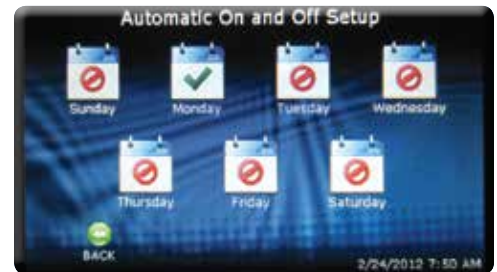 Automatic On and Off Setup
Sunday Monday Tuesday Wednesday
Thursday Friday Saturday
BACK
2/24/2012 7:50 AM